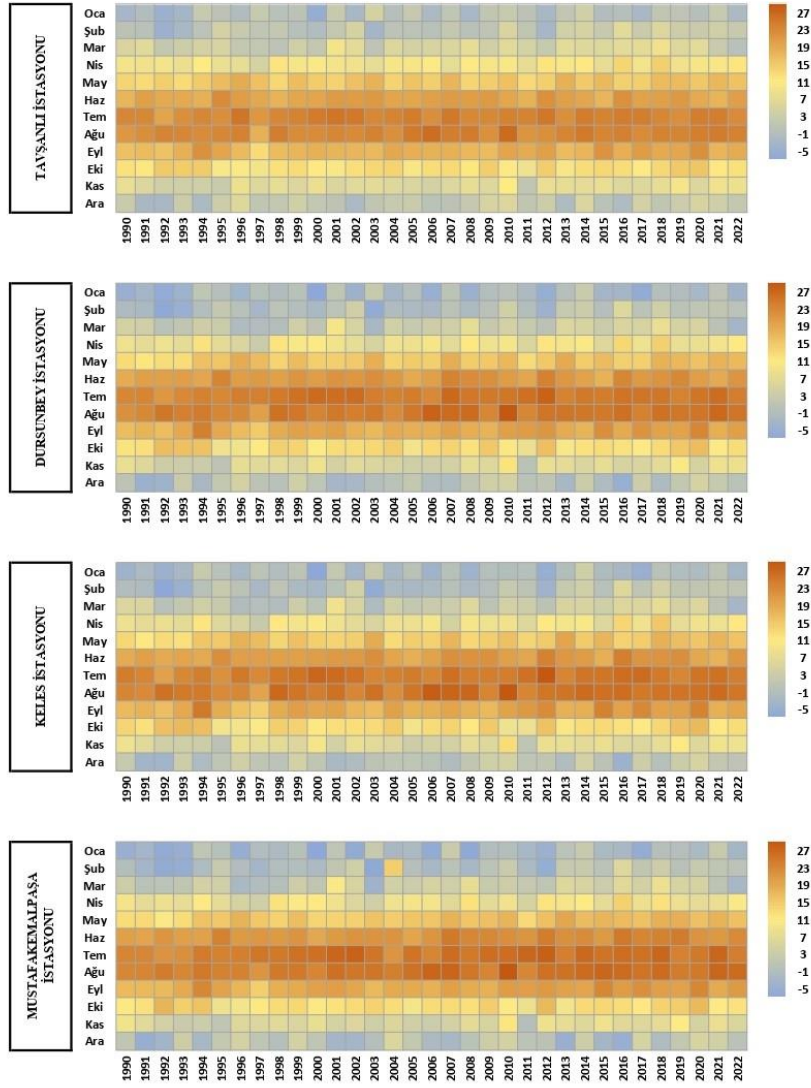 TAVŞANLI İSTASYONU
Oca
Şub
Mar
Nis
May
Haz
Tem
Ağu
Eyl
Eki
Kas
Ara
1990 1991 1992 1993 1994 1995 1996 1997 1998 1999 2000 2001 2002 2003 2004 2005 2006 2007 2008 2009 2010 2011 2012 2013 2014 2015 2016 2017 2018 2019 2020 2021 2022
27
23
19
15
11
7
3
-1
-5
DURSUNBEY İSTASYONU
Oca
Şub
Mar
Nis
May
Haz
Tem
Ağu
Eyl
Eki
Kas
Ara
1990 1991 1992 1993 1994 1995 1996 1997 1998 1999 2000 2001 2002 2003 2004 2005 2006 2007 2008 2009 2010 2011 2012 2013 2014 2015 2016 2017 2018 2019 2020 2021 2022
27
23
19
15
11
7
3
-1
-5
KELES İSTASYONU
Oca
Şub
Mar
Nis
May
Haz
Tem
Ağu
Eyl
Eki
Kas
Ara
1990 1991 1992 1993 1994 1995 1996 1997 1998 1999 2000 2001 2002 2003 2004 2005 2006 2007 2008 2009 2010 2011 2012 2013 2014 2015 2016 2017 2018 2019 2020 2021 2022
27
23
19
15
11
7
3
-1
-5
MUSTAFAKEMALPAŞA
İSTASYONU
Oca
Şub
Mar
Nis
May
Haz
Tem
Ağu
Eyl
Eki
Kas
Ara
1990 1991 1992 1993 1994 1995 1996 1997 1998 1999 2000 2001 2002 2003 2004 2005 2006 2007 2008 2009 2010 2011 2012 2013 2014 2015 2016 2017 2018 2019 2020 2021 2022
27
23
19
15
11
7
3
-1
-5